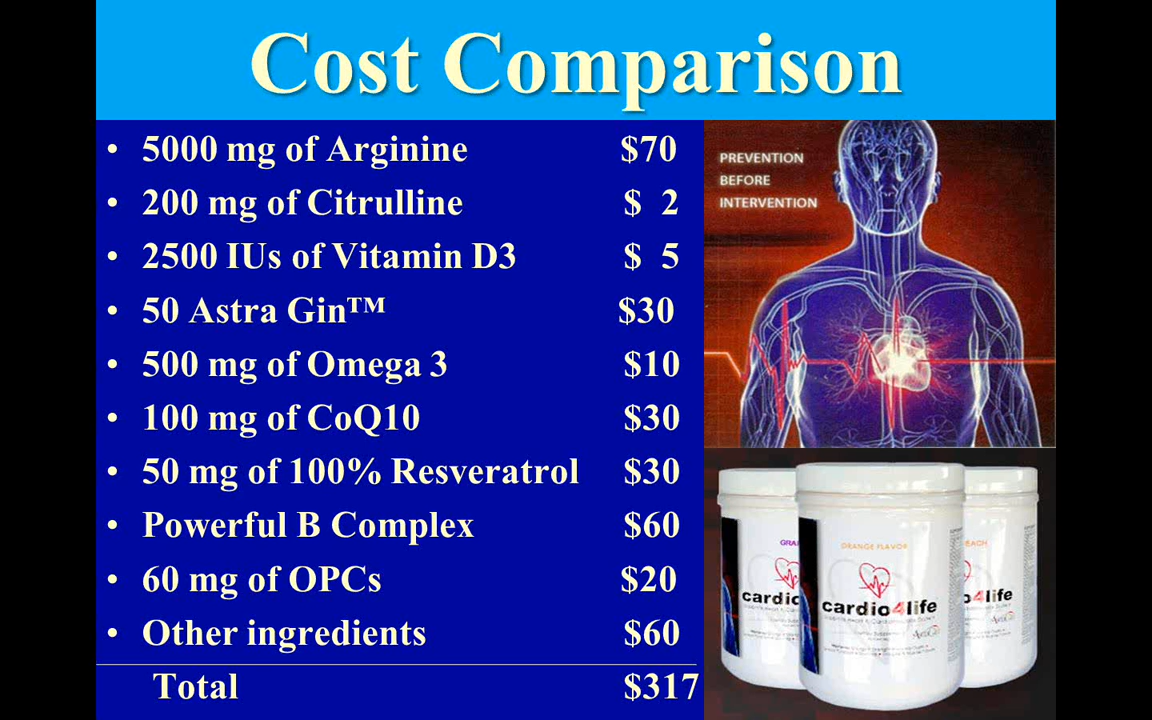 Cost Comparison
• 5000 mg of Arginine $70
• 200 mg of Citrulline $ 2
• 2500 IUs of Vitamin D3 $ 5
• 50 Astra Gin™ $30
• 500 mg of Omega 3 $10
• 100 mg of CoQ10 $30
• 50 mg of 100% Resveratrol $30
• Powerful B Complex $60
• 60 mg of OPCs $20
• Other ingredients $60
Total $317
PREVENTION
BEFORE
INTERVENTION
GRA
ORANGE FLAVOR
EACH
cardio
cardio4life
o4life